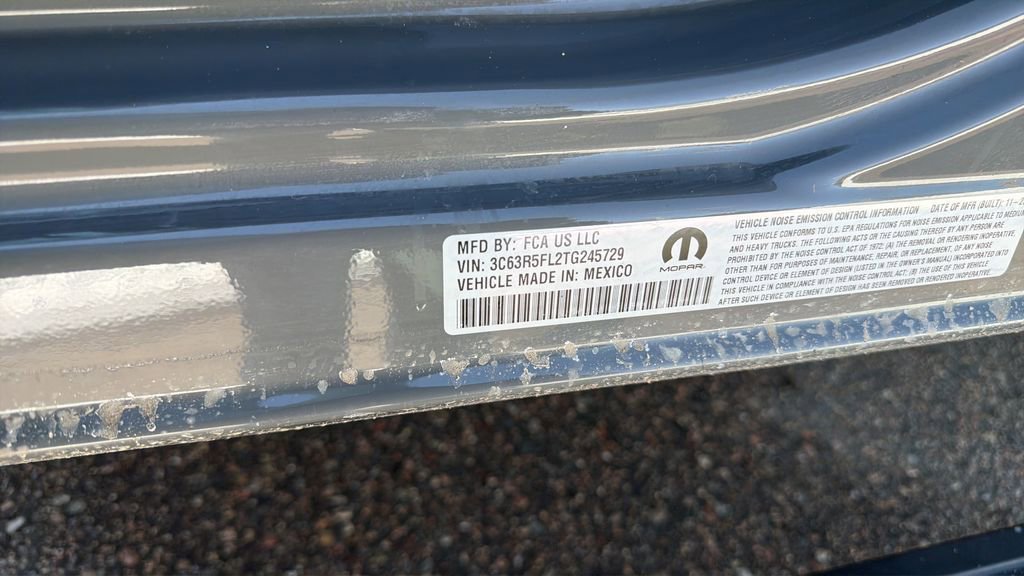 MFD BY: FCA US LLC
VIN: 3C63R5FL2TG245729
VEHICLE MADE IN: MEXICO
MOPAR
VEHICLE NOISE EMISSION CONTROL INFORMATION DATE OF MFR (BUILT): 11-2
THIS VEHICLE CONFORMS TO U.S. EPA REGULATIONS FOR NOISE EMISSION APPLICABLE TO MEDIUM
AND HEAVY TRUCKS. THE FOLLOWING ACTS OR THE CAUSING THEREOF BY ANY PERSON ARE
PROHIBITED BY THE NOISE CONTROL ACT OF 1972: (A) THE REMOVAL OR RENDERING INOPERATIVE,
OTHER THAN FOR PURPOSES OF MAINTENANCE, REPAIR, OR REPLACEMENT, OF ANY NOISE
CONTROL DEVICE OR ELEMENT OF DESIGN (LISTED IN THE OWNER'S MANUAL) INCORPORATED INTO
THIS VEHICLE IN COMPLIANCE WITH THE NOISE CONTROL ACT; (B) THE USE OF THIS VEHICLE
AFTER SUCH DEVICE OR ELEMENT OF DESIGN HAS BEEN REMOVED OR RENDERED INOPERATIVE.